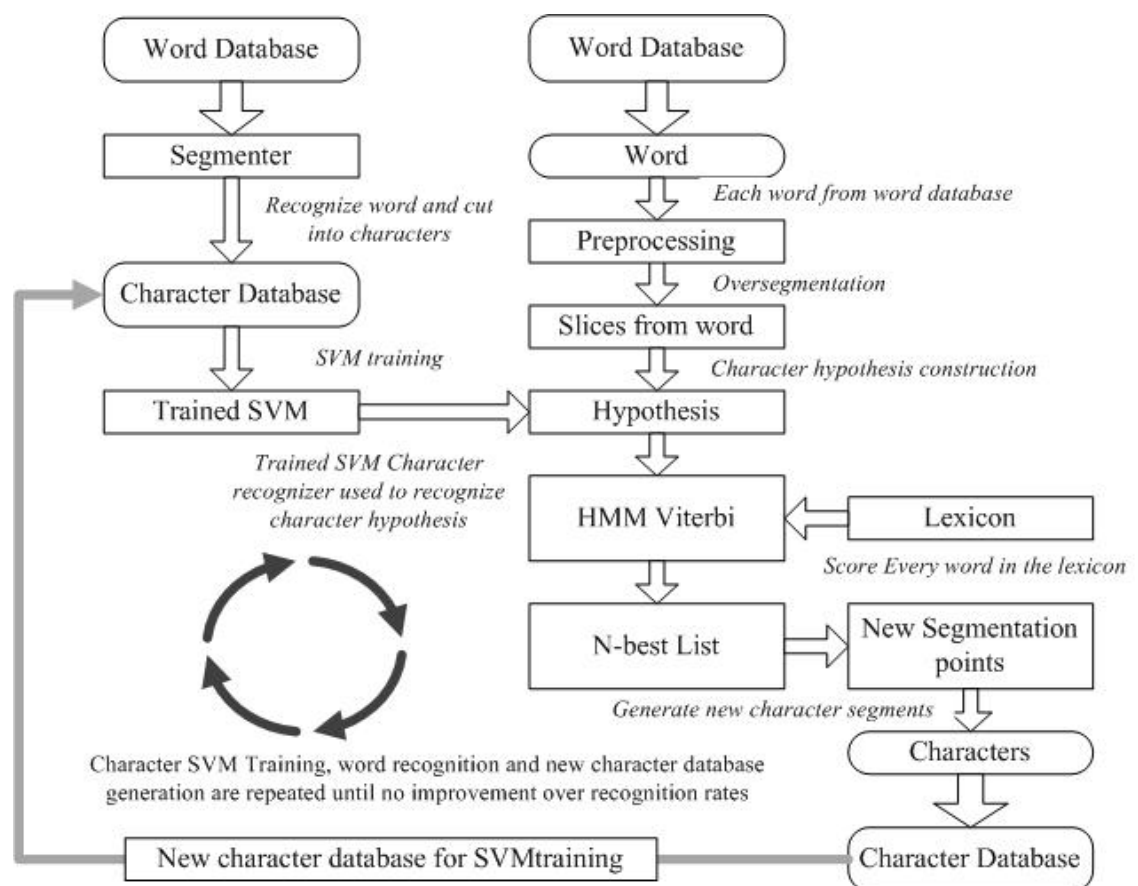 Word Database
Word Database
Segmenter
Word
Recognize word and cut
into characters
Each word from word database
Preprocessing
Character Database
Oversegmentation
Slices from word
SVM training
Character hypothesis construction
Trained SVM
Hypothesis
Trained SVM Character
recognizer used to recognize
character hypothesis
HMM Viterbi
Lexicon
Score Every word in the lexicon
N-best List
New Segmentation
points
Generate new character segments
Characters
Character SVM Training, word recognition and new character database
generation are repeated until no improvement over recognition rates
New character database for SVMtraining
Character Database